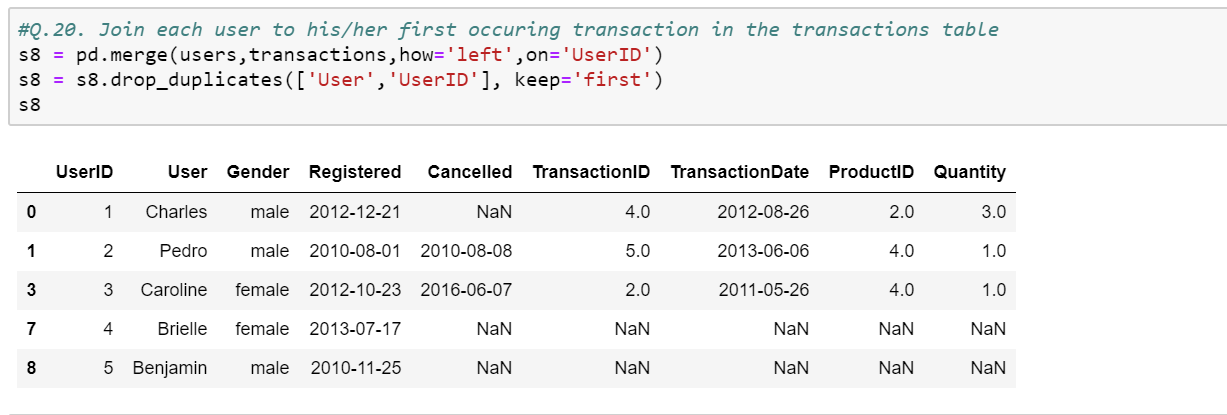 #Q.20. Join each user to his/her first occuring transaction in the transactions table
s8 = pd.merge(users,transactions,how='left',on='UserID')
s8 = s8.drop_duplicates(['User','UserID'], keep='first')
s8
UserID User Gender Registered Cancelled TransactionID TransactionDate ProductID Quantity
0 1 Charles male 2012-12-21 NaN 4.0 2012-08-26 2.0 3.0
1 2 Pedro male 2010-08-01 2010-08-08 5.0 2013-06-06 4.0 1.0
3 3 Caroline female 2012-10-23 2016-06-07 2.0 2011-05-26 4.0 1.0
7 4 Brielle female 2013-07-17 NaN NaN NaN NaN NaN
8 5 Benjamin male 2010-11-25 NaN NaN NaN NaN NaN